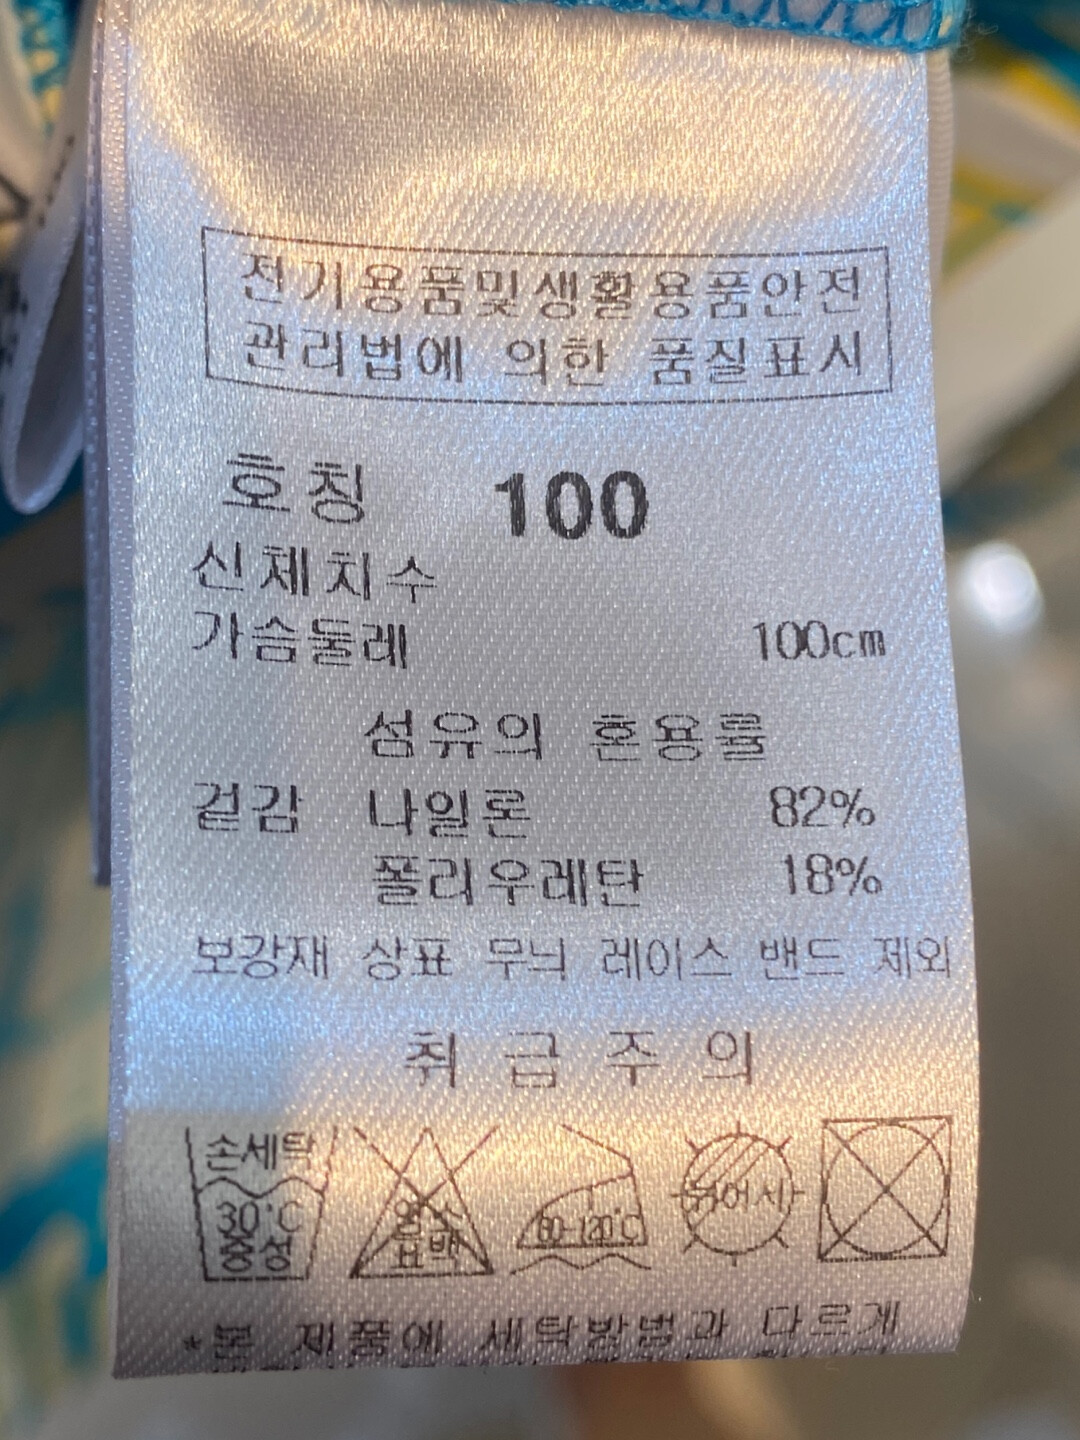 전기용품및생활용품안전
관리법에 의한 품질표시
호칭 100
신체치수
가슴둘레 100cm
섬유의 혼용률
겉감 나일론 82%
폴리우레탄 18%
보강재 상표 무늬 레이스 밴드 제외
취급주의
손세탁
30°C
중성
염소
표백
80-120°C
뉘어서
*본 제품에 세탁방법과 다르게